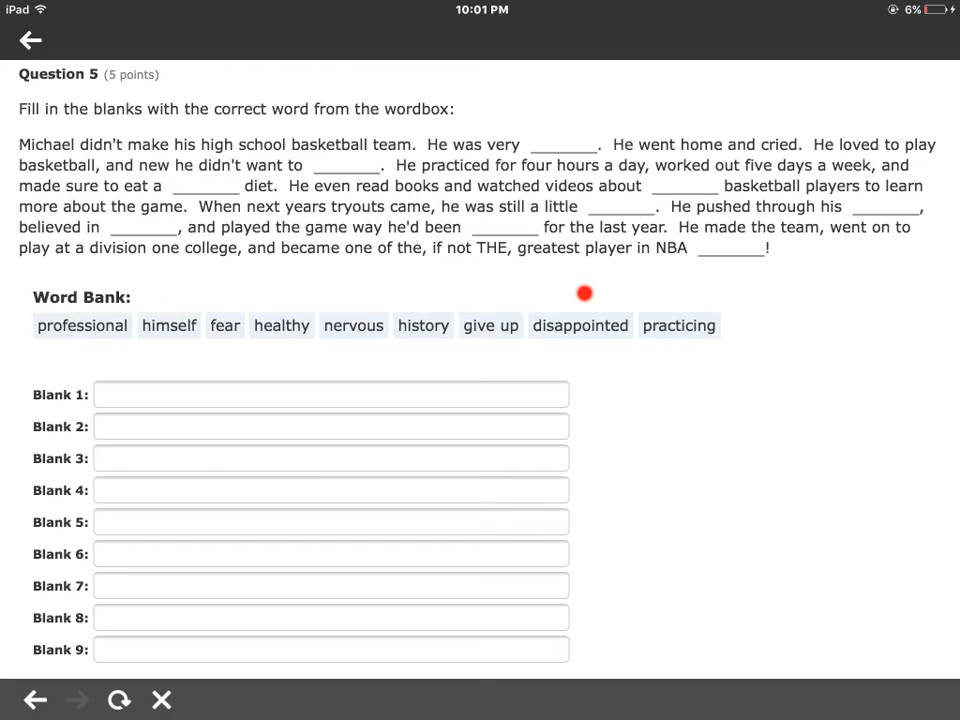 iPad 10:01 PM 6%
Question 5 (5 points)
Fill in the blanks with the correct word from the wordbox:
Michael didn't make his high school basketball team. He was very ________. He went home and cried. He loved to play
basketball, and new he didn't want to ________. He practiced for four hours a day, worked out five days a week, and
made sure to eat a ________ diet. He even read books and watched videos about ________ basketball players to learn
more about the game. When next years tryouts came, he was still a little ________. He pushed through his ________,
believed in ________, and played the game way he'd been ________ for the last year. He made the team, went on to
play at a division one college, and became one of the, if not THE, greatest player in NBA ________!
Word Bank:
professional himself fear healthy nervous history give up disappointed practicing
Blank 1:
Blank 2:
Blank 3:
Blank 4:
Blank 5:
Blank 6:
Blank 7:
Blank 8:
Blank 9: